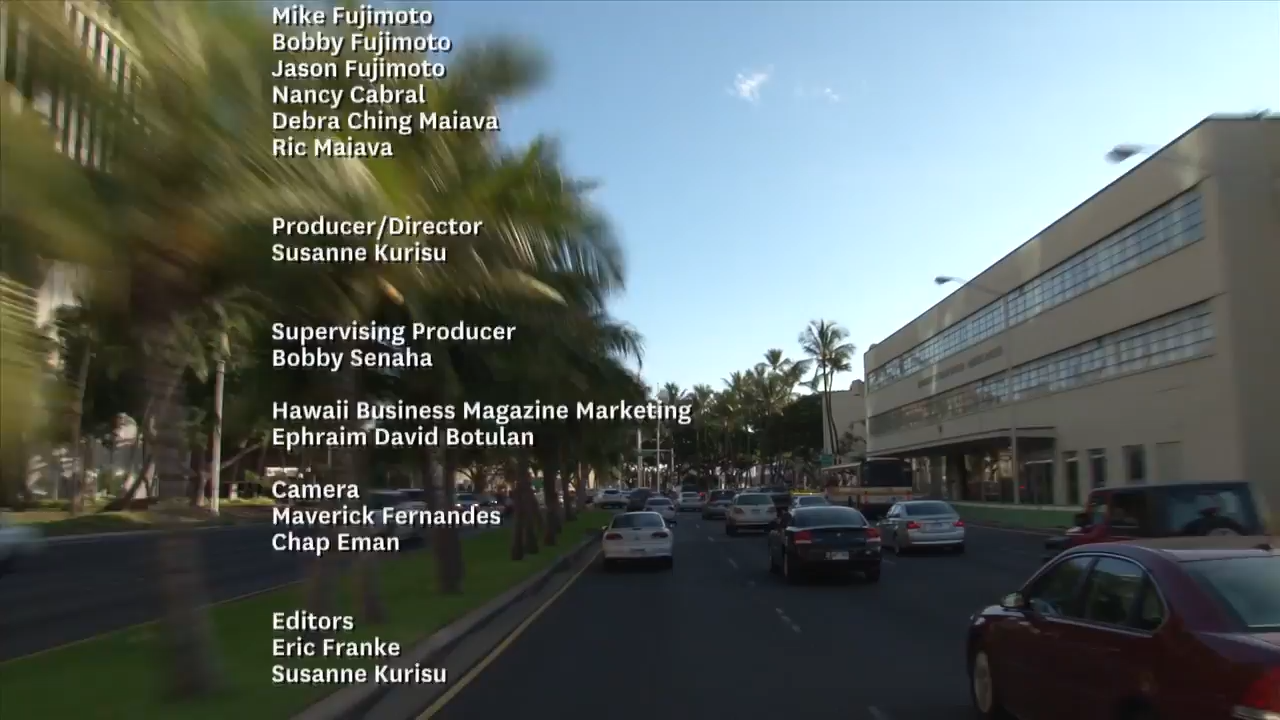 Mike Fujimoto
Bobby Fujimoto
Jason Fujimoto
Nancy Cabral
Debra Ching Maiava
Ric Maiava
Producer/Director
Susanne Kurisu
Supervising Producer
Bobby Senaha
Hawaii Business Magazine Marketing
Ephraim David Botulan
Camera
Maverick Fernandes
Chap Eman
Editors
Eric Franke
Susanne Kurisu